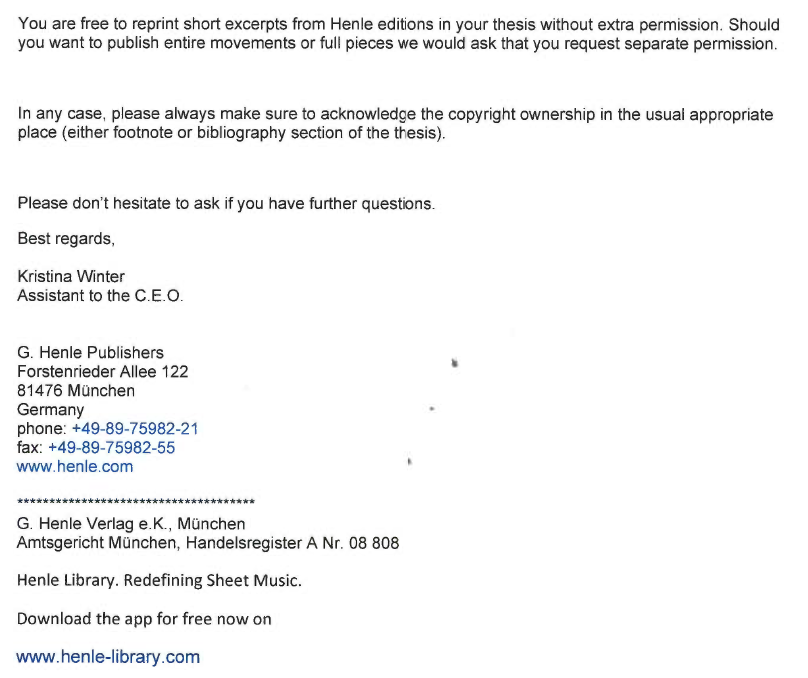 You are free to reprint short excerpts from Henle editions in your thesis without extra permission. Should
you want to publish entire movements or full pieces we would ask that you request separate permission.
In any case, please always make sure to acknowledge the copyright ownership in the usual appropriate
place (either footnote or bibliography section of the thesis).
Please don't hesitate to ask if you have further questions.
Best regards,
Kristina Winter
Assistant to the C.E.O.
G. Henle Publishers
Forstenrieder Allee 122
81476 München
Germany
phone: +49-89-75982-21
fax: +49-89-75982-55
www.henle.com
*************************************
G. Henle Verlag e.K., München
Amtsgericht München, Handelsregister A Nr. 08 808
Henle Library. Redefining Sheet Music.
Download the app for free now on
www.henle-library.com